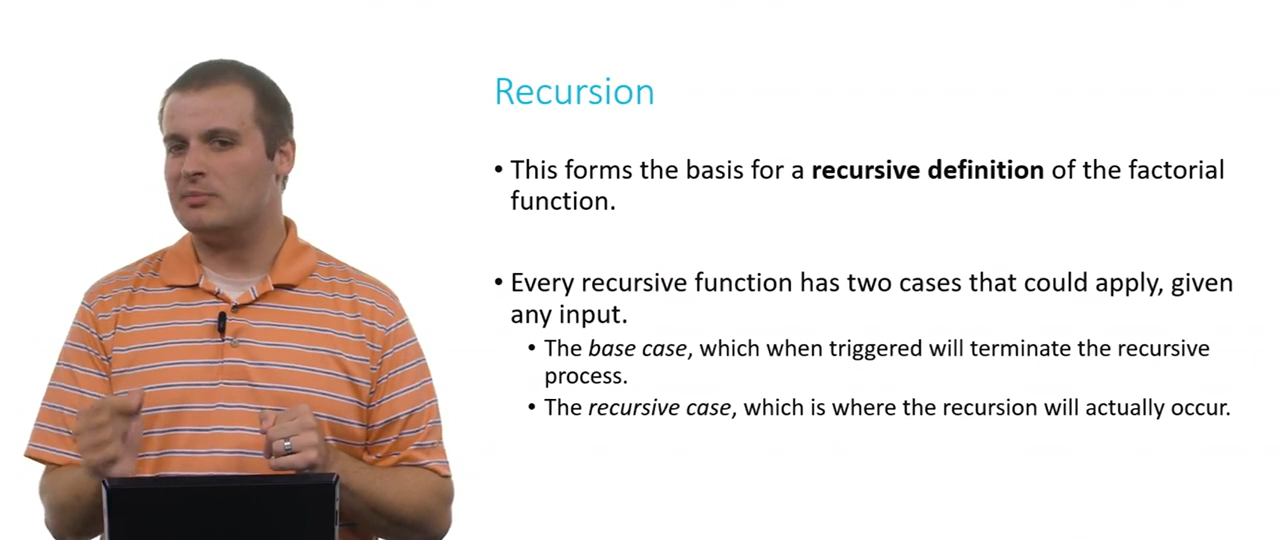 Recursion
• This forms the basis for a recursive definition of the factorial
function.
• Every recursive function has two cases that could apply, given
any input.
• The base case, which when triggered will terminate the recursive
process.
• The recursive case, which is where the recursion will actually occur.